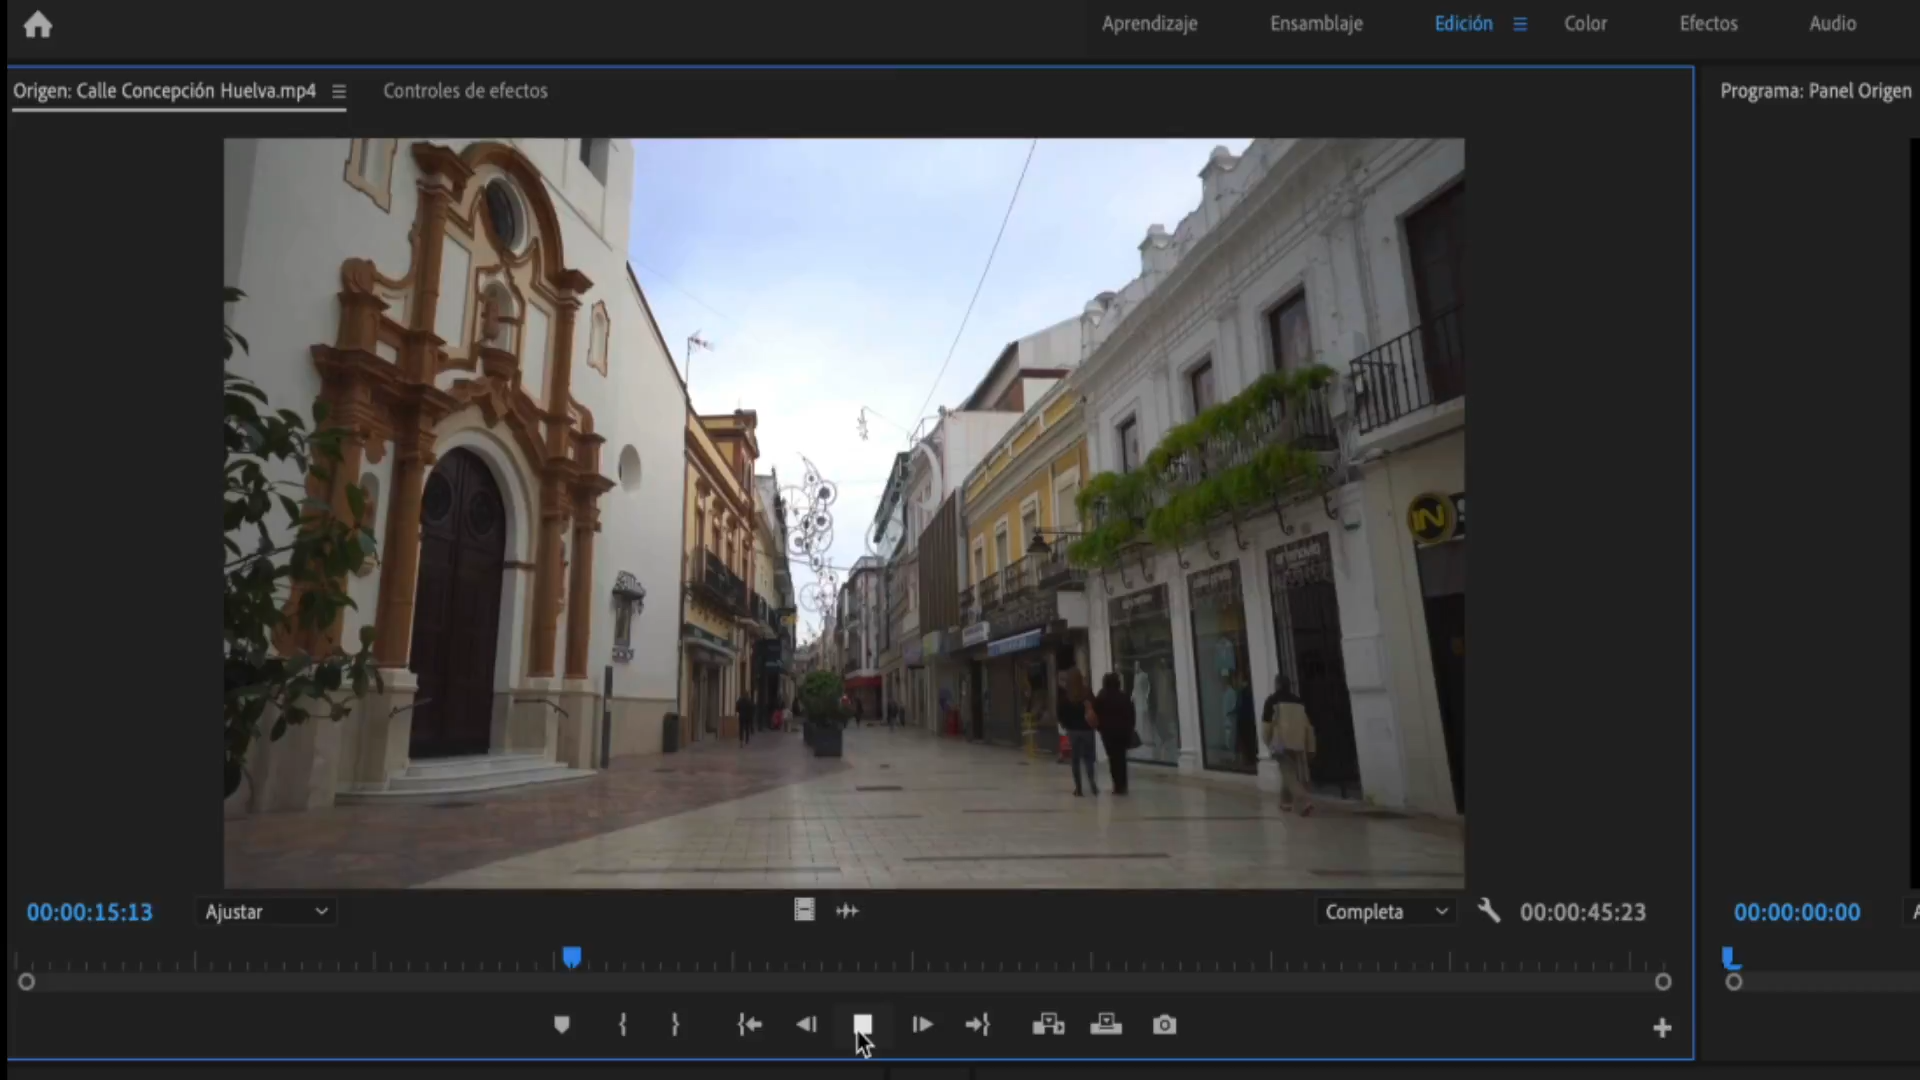 Aprendizaje Ensamblaje Edición Color Efectos Audio
Origen: Calle Concepción Huelva.mp4 Controles de efectos Programa: Panel Origen
IN
00:00:15:13 Ajustar Completa 00:00:45:23 00:00:00:00